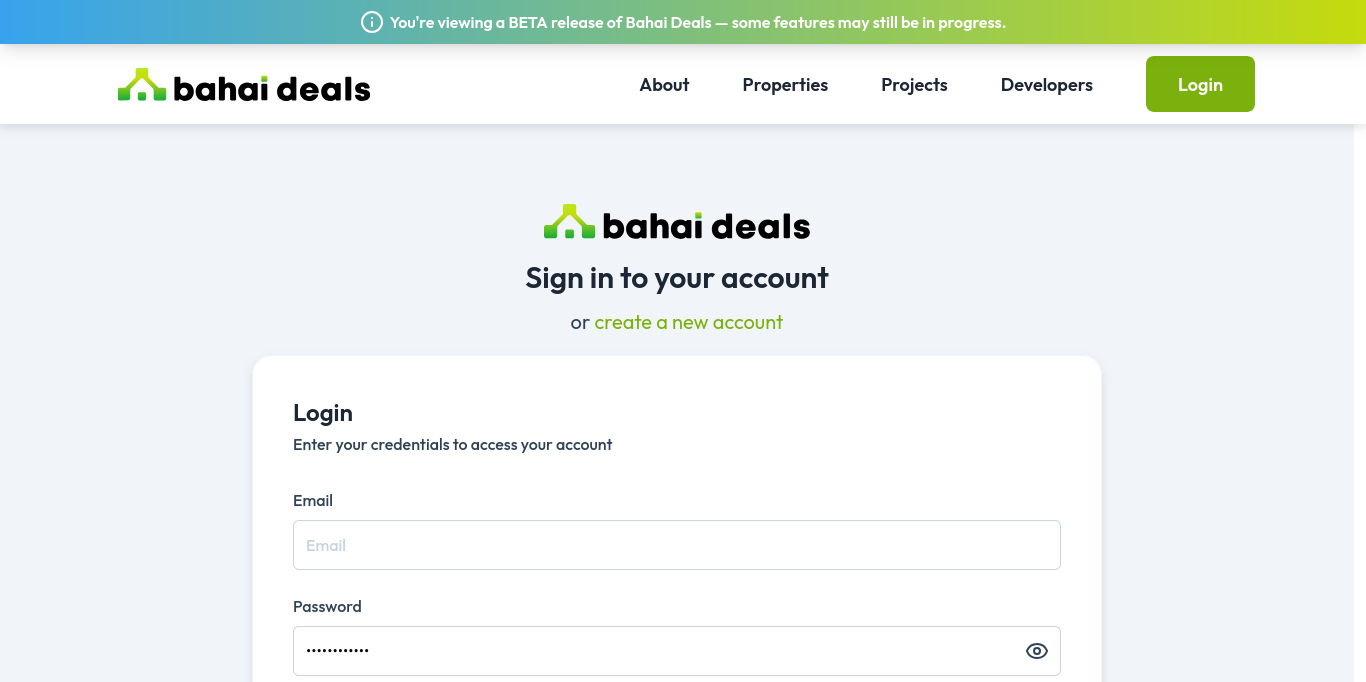 You're viewing a BETA release of Bahai Deals — some features may still be in progress.
bahai deals
About Properties Projects Developers Login
bahai deals
Sign in to your account
or create a new account
Login
Enter your credentials to access your account
Email
Email
Password
••••••••••••